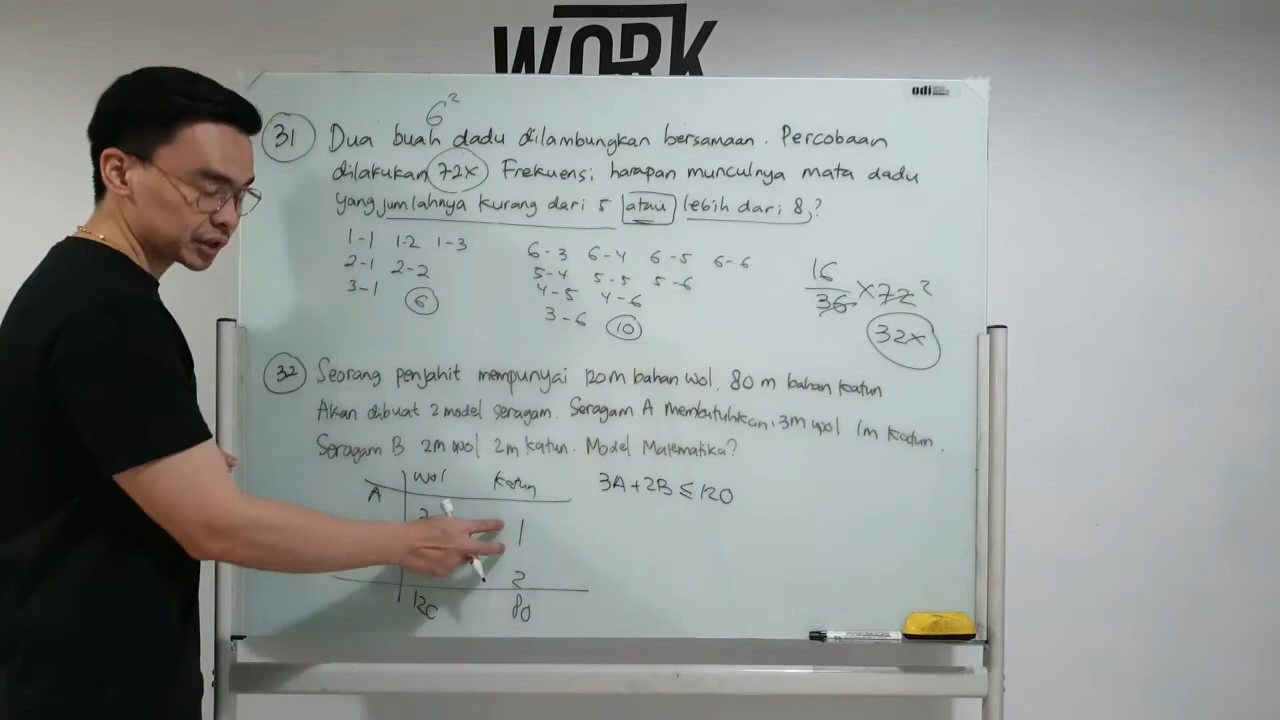 WORK
odi
6²
31 Dua buah dadu dilambungkan bersamaan. Percobaan
dilakukan 72x Frekuensi harapan munculnya mata dadu
yang jumlahnya kurang dari 5 atau lebih dari 8?
1-1 1-2 1-3
2-1 2-2
3-1 6
6-3 6-4 6-5 6-6
5-4 5-5 5-6
4-5 4-6
3-6 10
16/36 x 72 2
32x
32 Seorang penjahit mempunyai 120m bahan wol, 80 m bahan katun
Akan dibuat 2 model seragam. Seragam A membutuhkan 3m wol 1m katun.
Seragam B 2m wol 2m katun. Model Matematika?
wol katun
A
1
2
120 80
3A+2B≤120